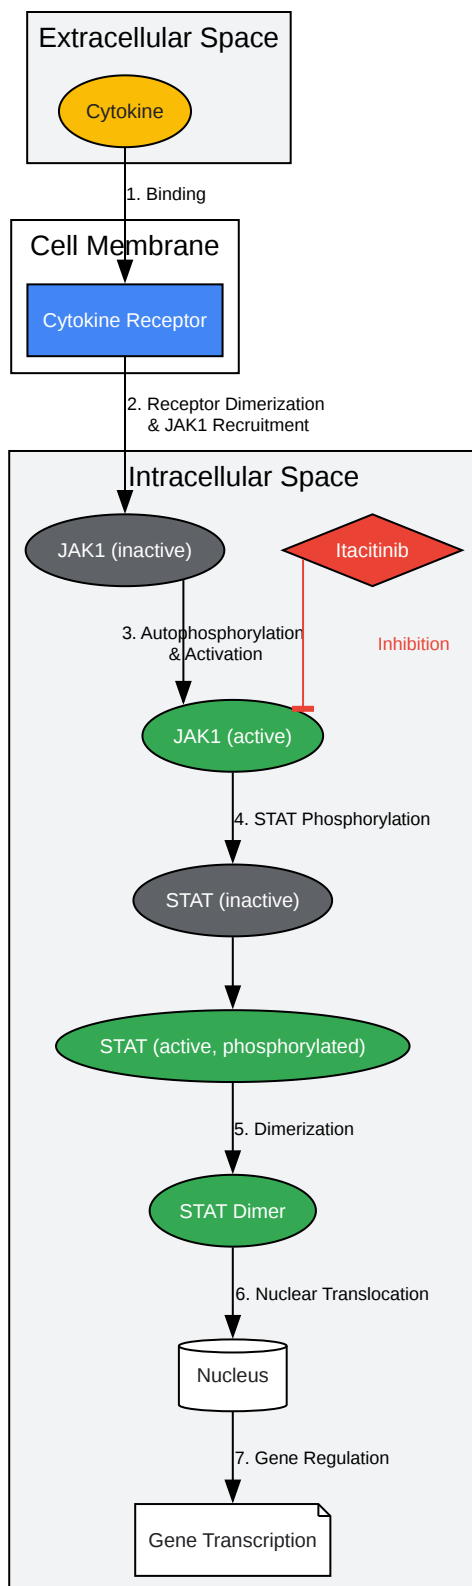 Extracellular Space
Cytokine
1. Binding
Cell Membrane
Cytokine Receptor
2. Receptor Dimerization
& JAK1 Recruitment
Intracellular Space
JAK1 (inactive)
Itacitinib
3. Autophosphorylation
& Activation
Inhibition
JAK1 (active)
4. STAT Phosphorylation
STAT (inactive)
STAT (active, phosphorylated)
5. Dimerization
STAT Dimer
6. Nuclear Translocation
Nucleus
7. Gene Regulation
Gene Transcription